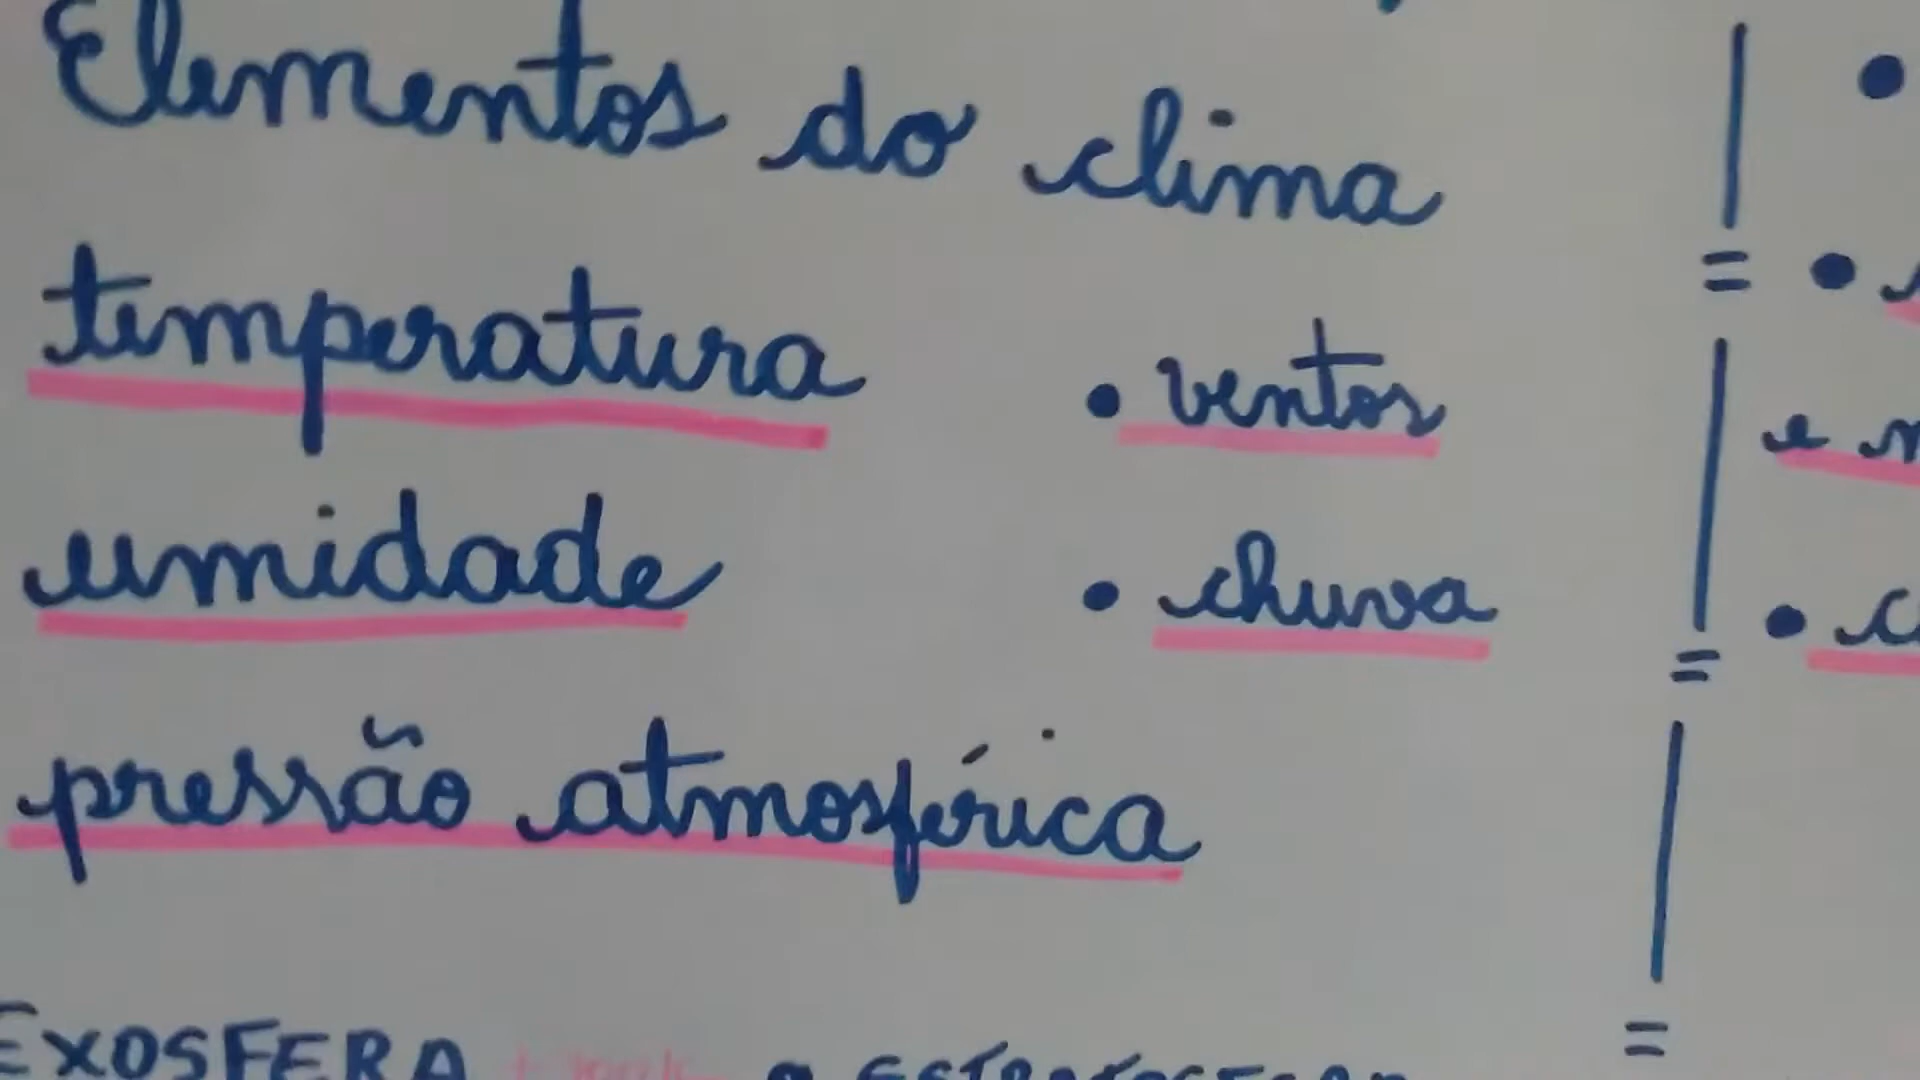 Elementos do clima
temperatura • ventos
umidade • chuva
pressão atmosférica
EXOSFERA